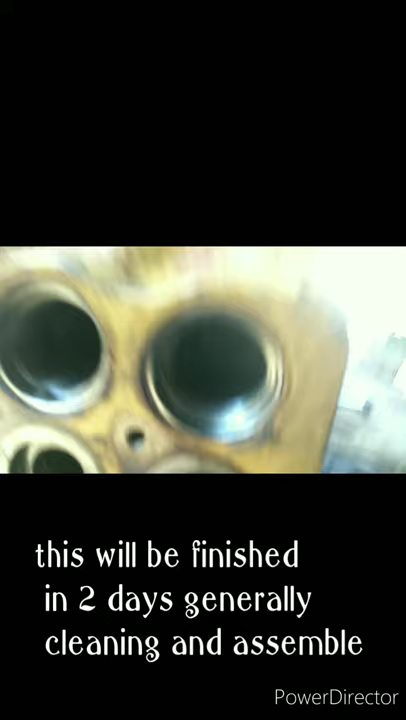 this will be finished
in 2 days generally
cleaning and assemble
PowerDirector